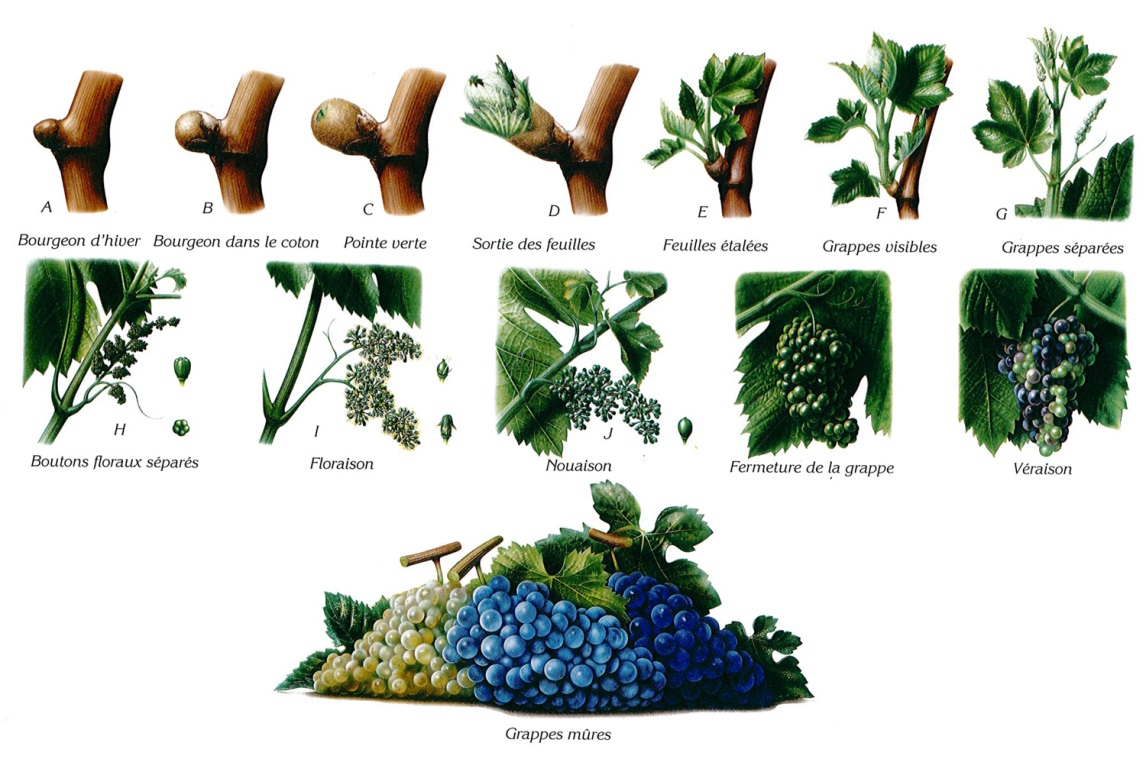 A
B
C
D
E
F
G
Bourgeon d'hiver
Bourgeon dans le coton
Pointe verte
Sortie des feuilles
Feuilles étalées
Grappes visibles
Grappes séparées
H
I
J
Boutons floraux séparés
Floraison
Nouaison
Fermeture de la grappe
Véraison
Grappes mûres